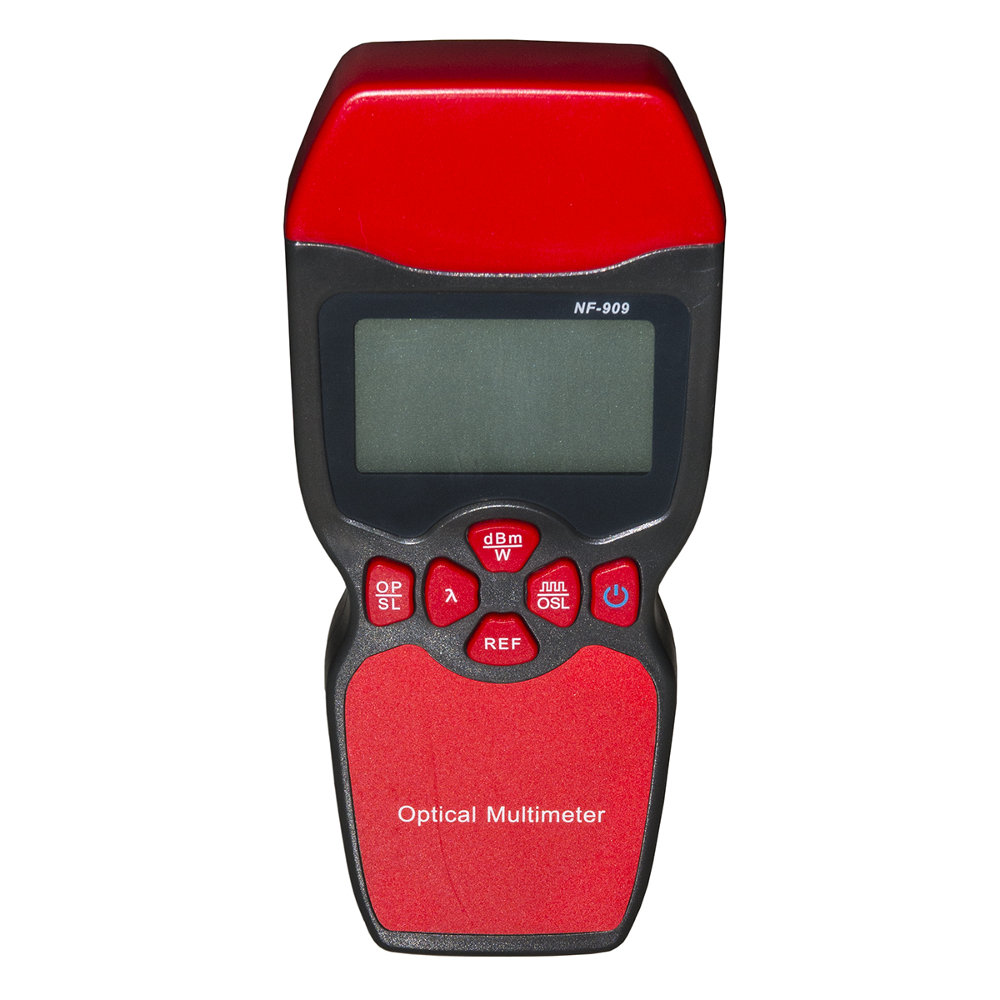 NF-909
dBm
W
OP
SL
λ
OSL
REF
Optical Multimeter